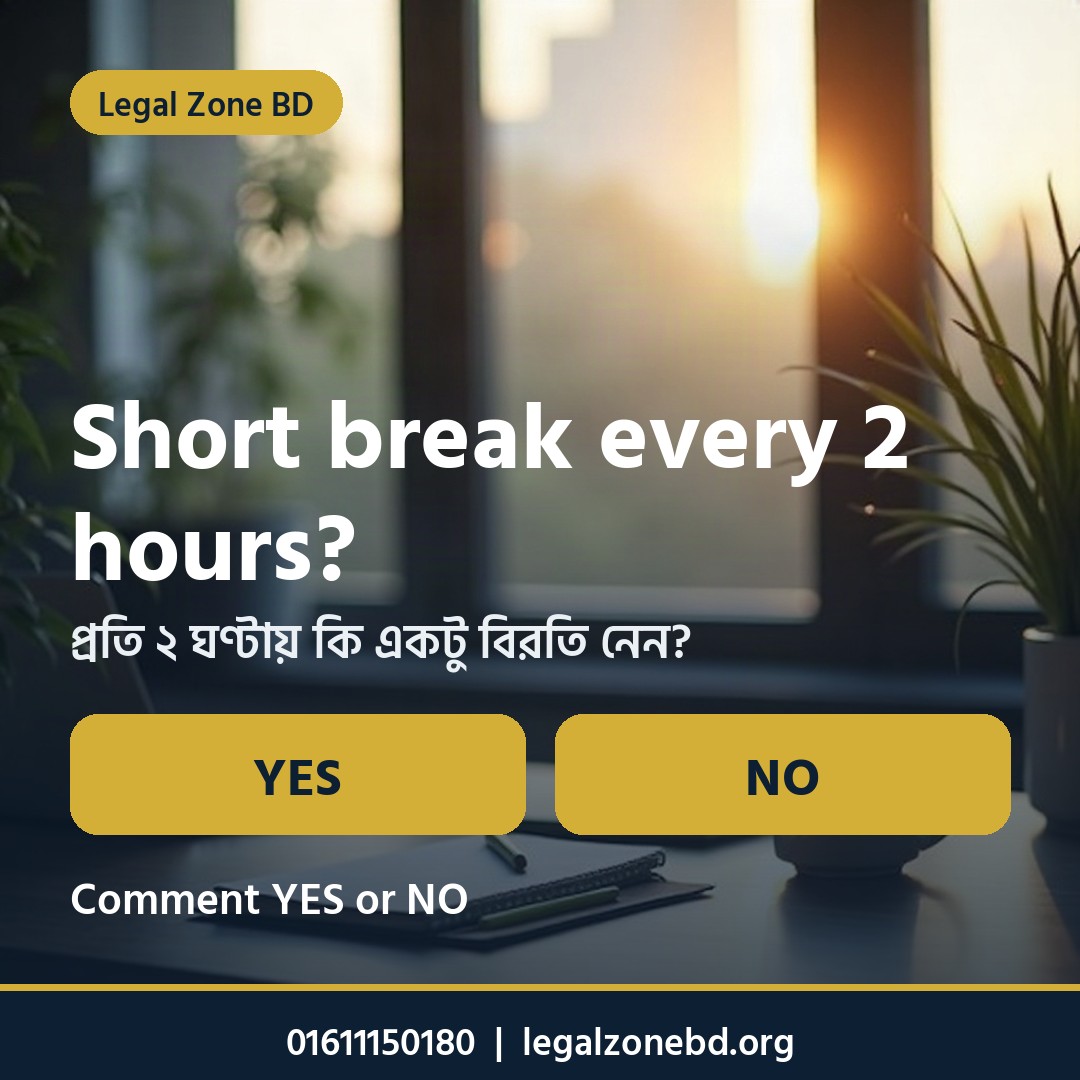 Legal Zone BD
Short break every 2
hours?
প্রতি ২ ঘণ্টায় কি একটু বিরতি নেন?
YES
NO
Comment YES or NO
01611150180 | legalzonebd.org